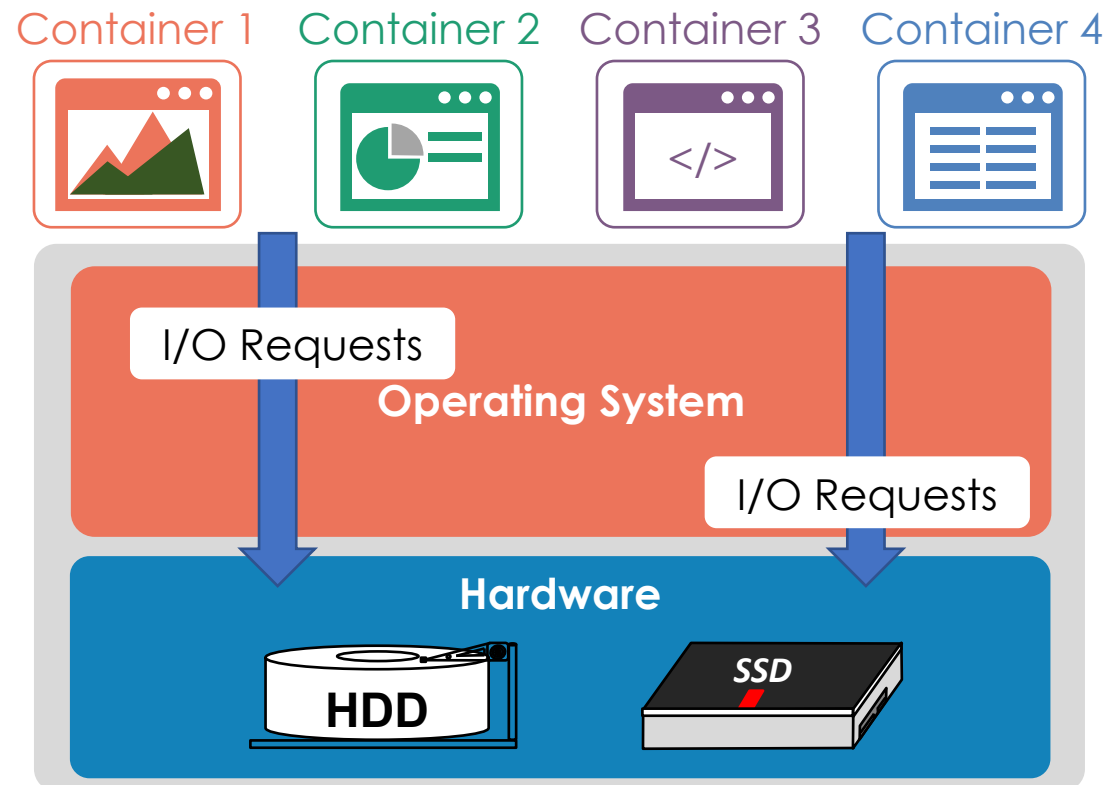 Container 1
Container 2
Container 3
Container 4
</>
I/O Requests
Operating System
I/O Requests
Hardware
HDD
SSD